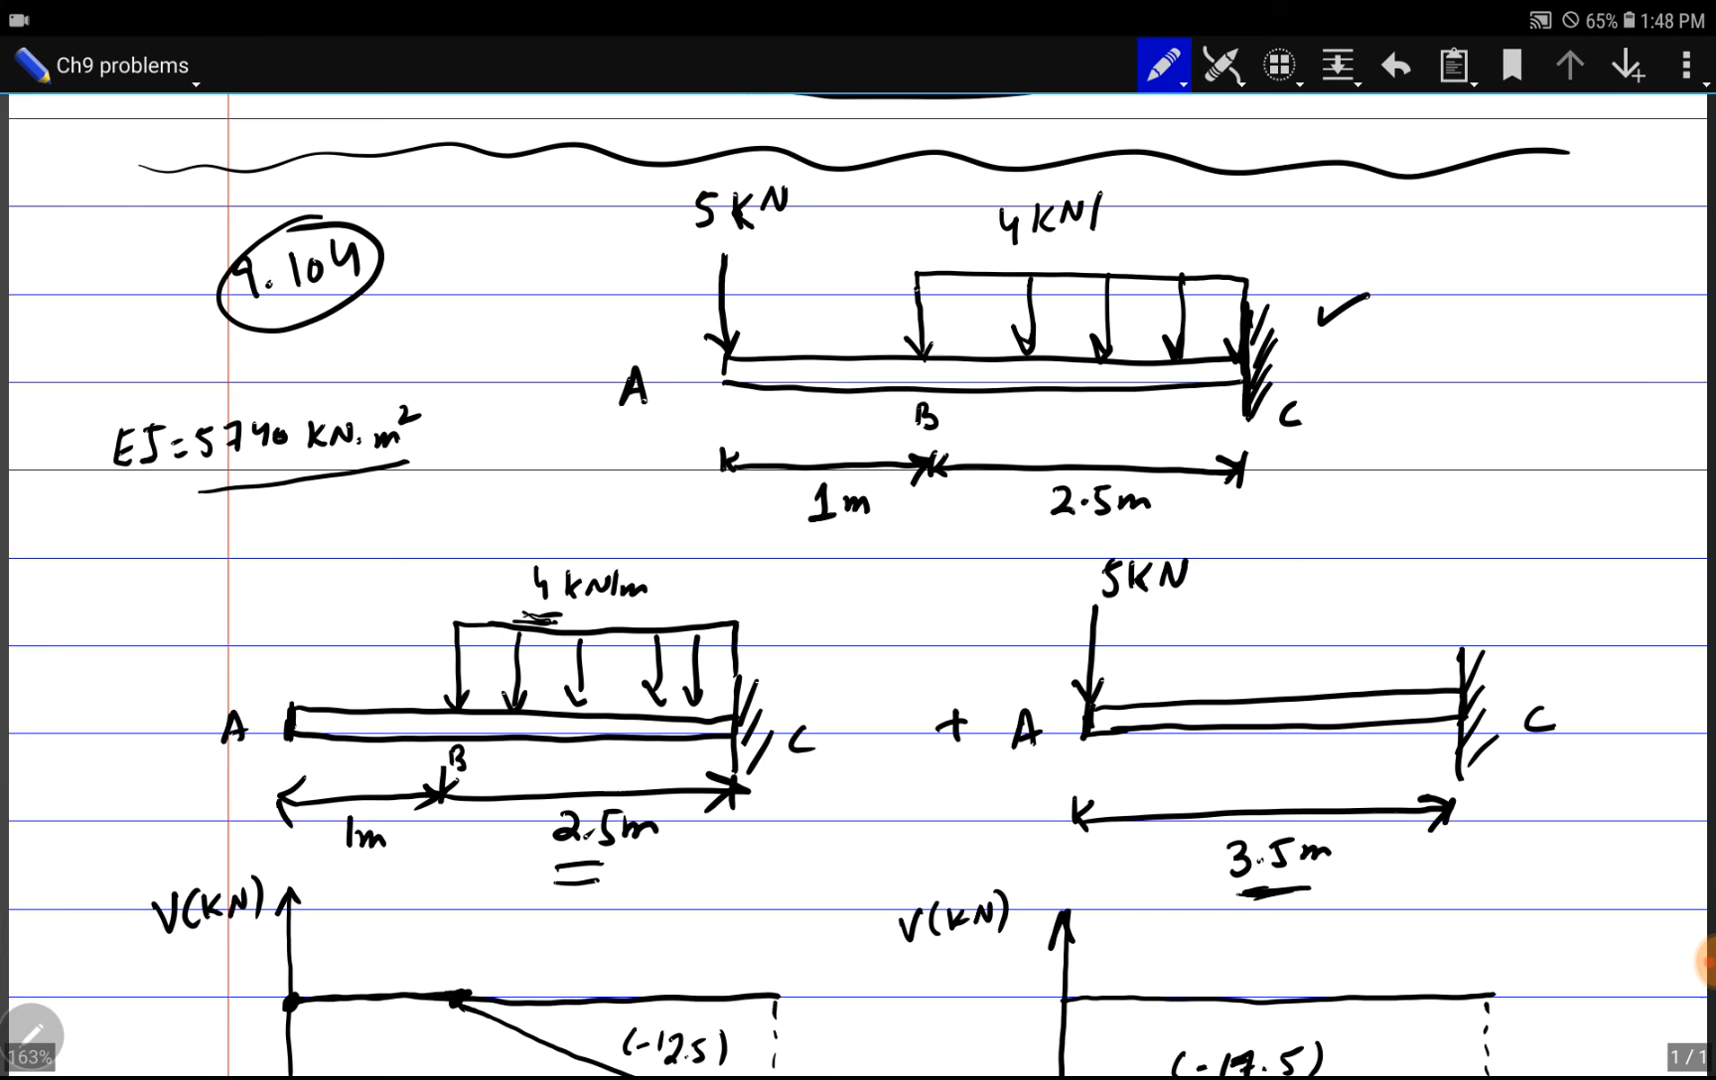 65% 1:48 PM
Ch9 problems
5 KN 4 KN/
9.104
A B C
EI = 5740 KN.m²
1m 2.5m
4 KN/m 5KN
A B C + A C
1m 2.5m 3.5m
V(KN) V(KN)
(-12.5) (-17.5)
163% 1/1